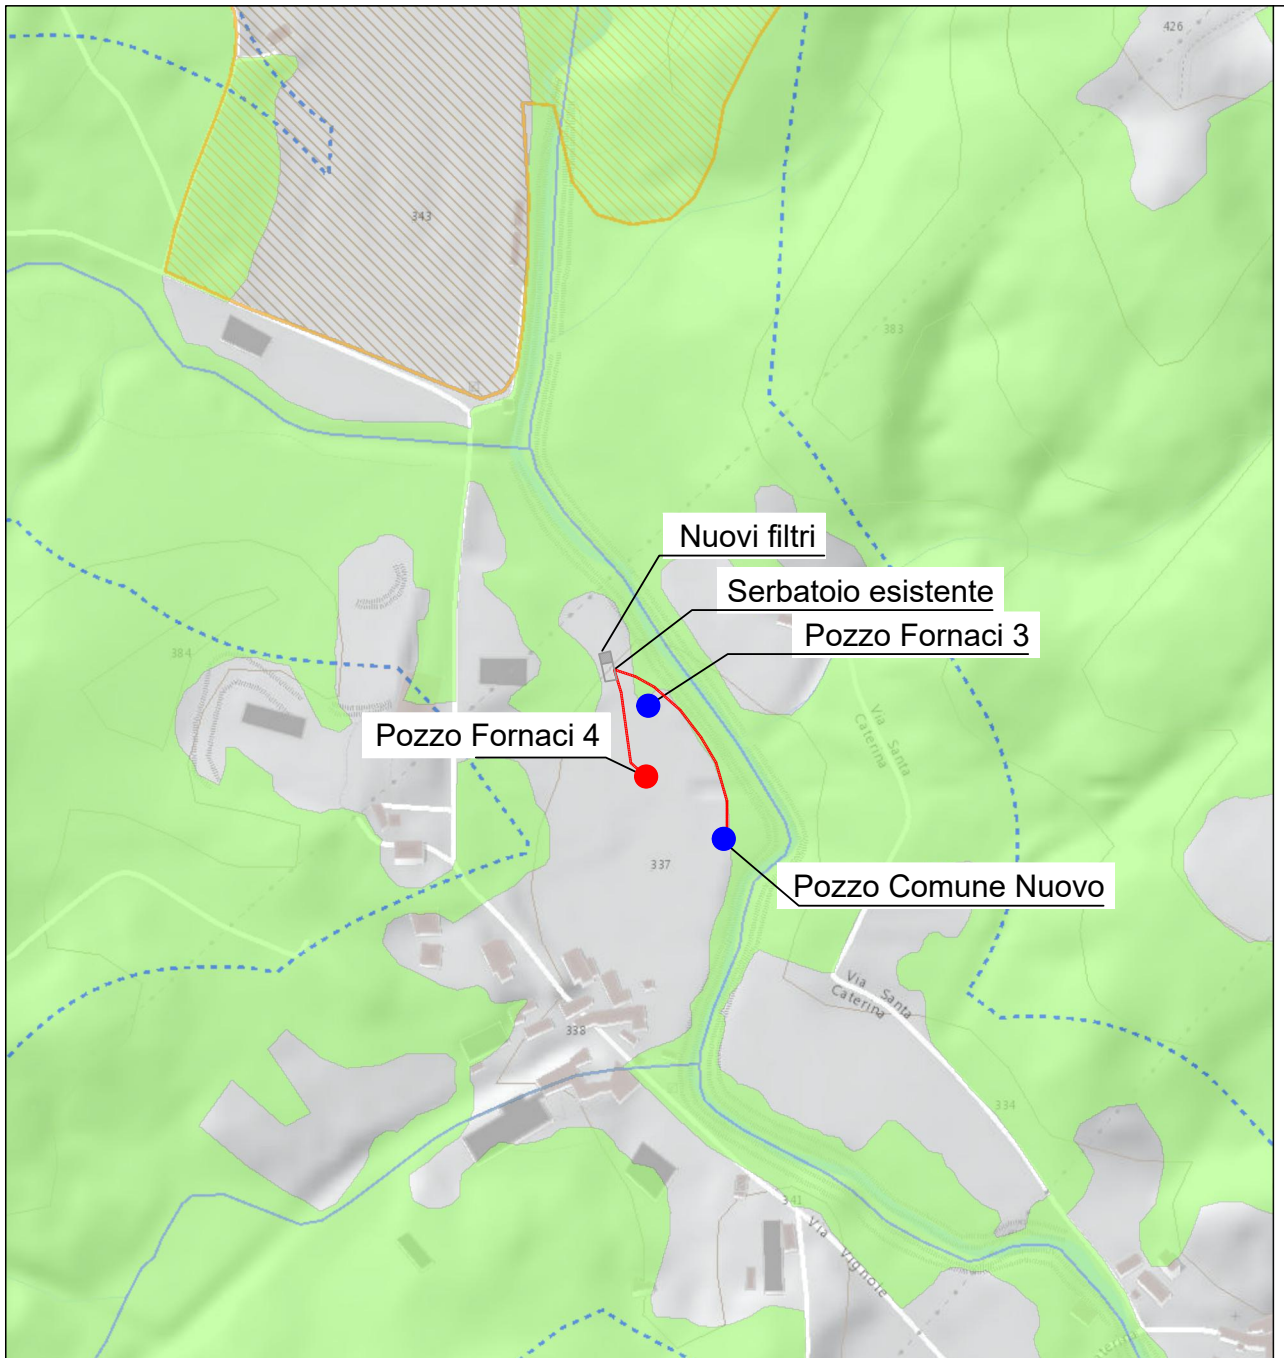 426
343
383
Nuovi filtri
Serbatoio esistente
Pozzo Fornaci 3
384
Via Santa
Caterina
Pozzo Fornaci 4
337
Pozzo Comune Nuovo
Via Santa
Caterina
338
334
341
Via Vignole
Caterina